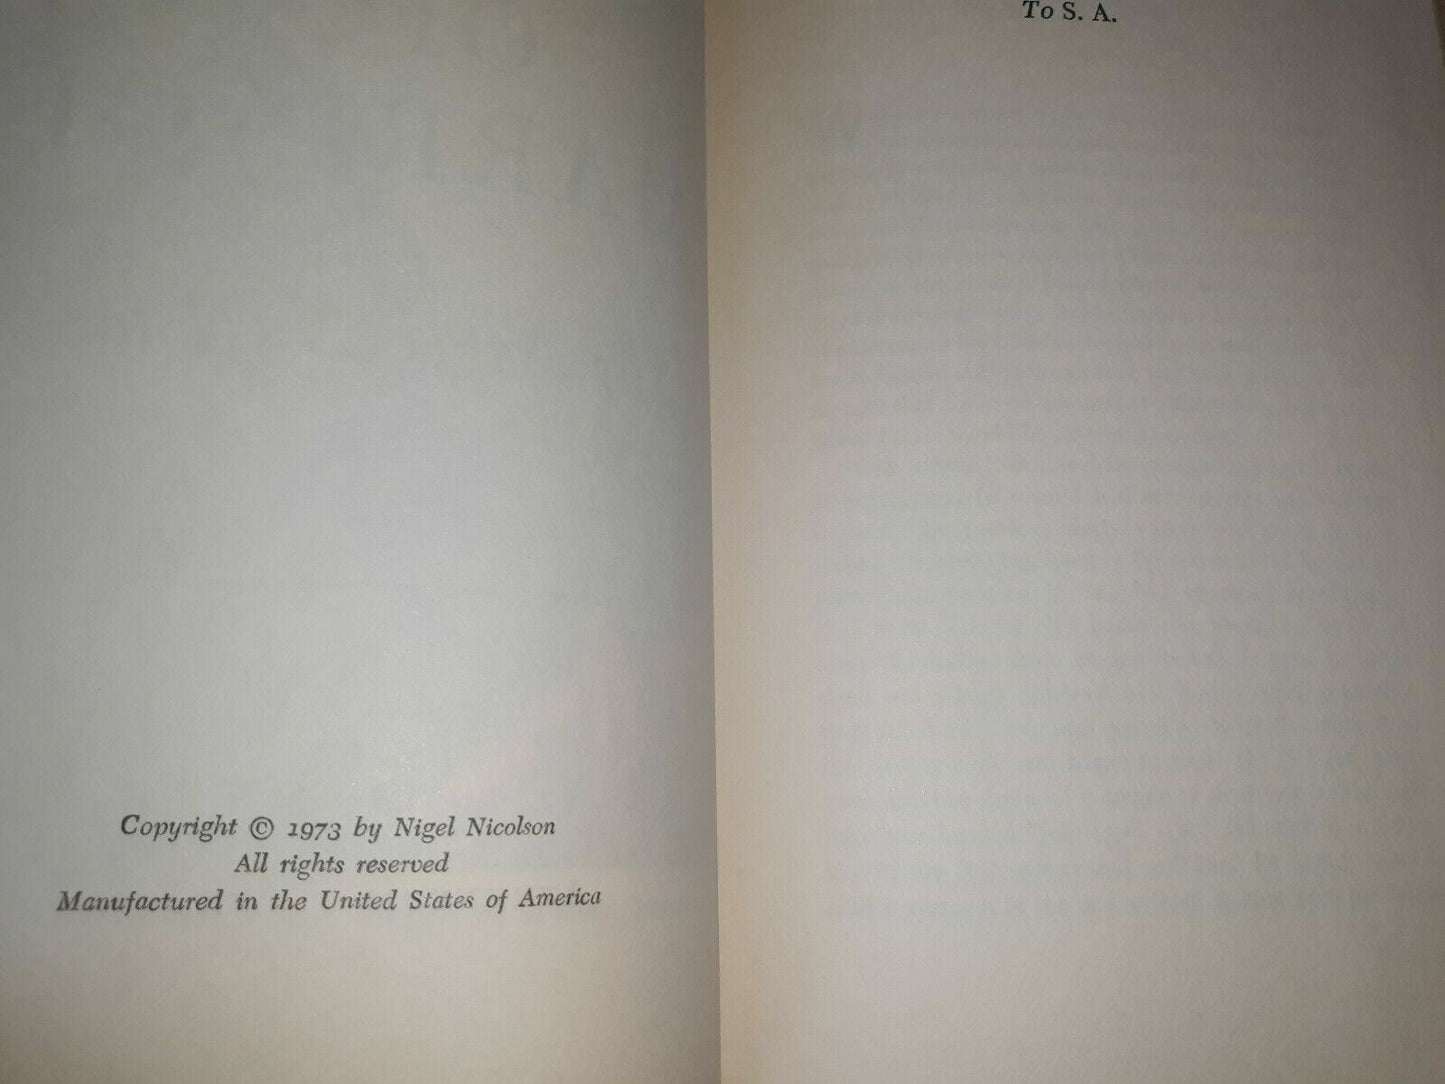 Copyright © 1973 by Nigel Nicolson
All rights reserved
Manufactured in the United States of America
To S. A.